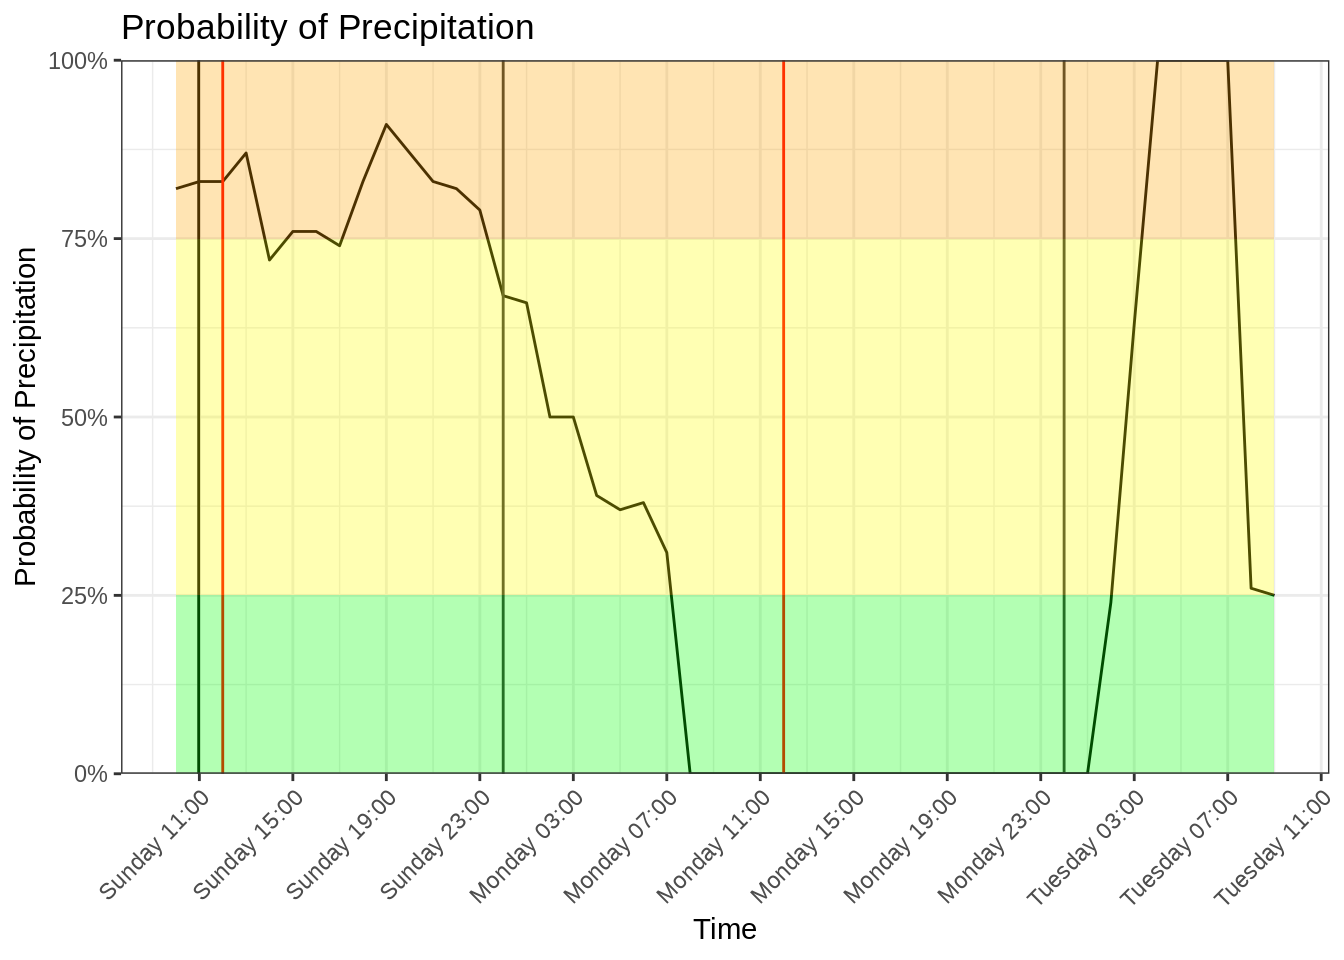 Probability of Precipitation
Probability of Precipitation
100%
75%
50%
25%
0%
Sunday 11:00
Sunday 15:00
Sunday 19:00
Sunday 23:00
Monday 03:00
Monday 07:00
Monday 11:00
Monday 15:00
Monday 19:00
Monday 23:00
Tuesday 03:00
Tuesday 07:00
Tuesday 11:00
Time